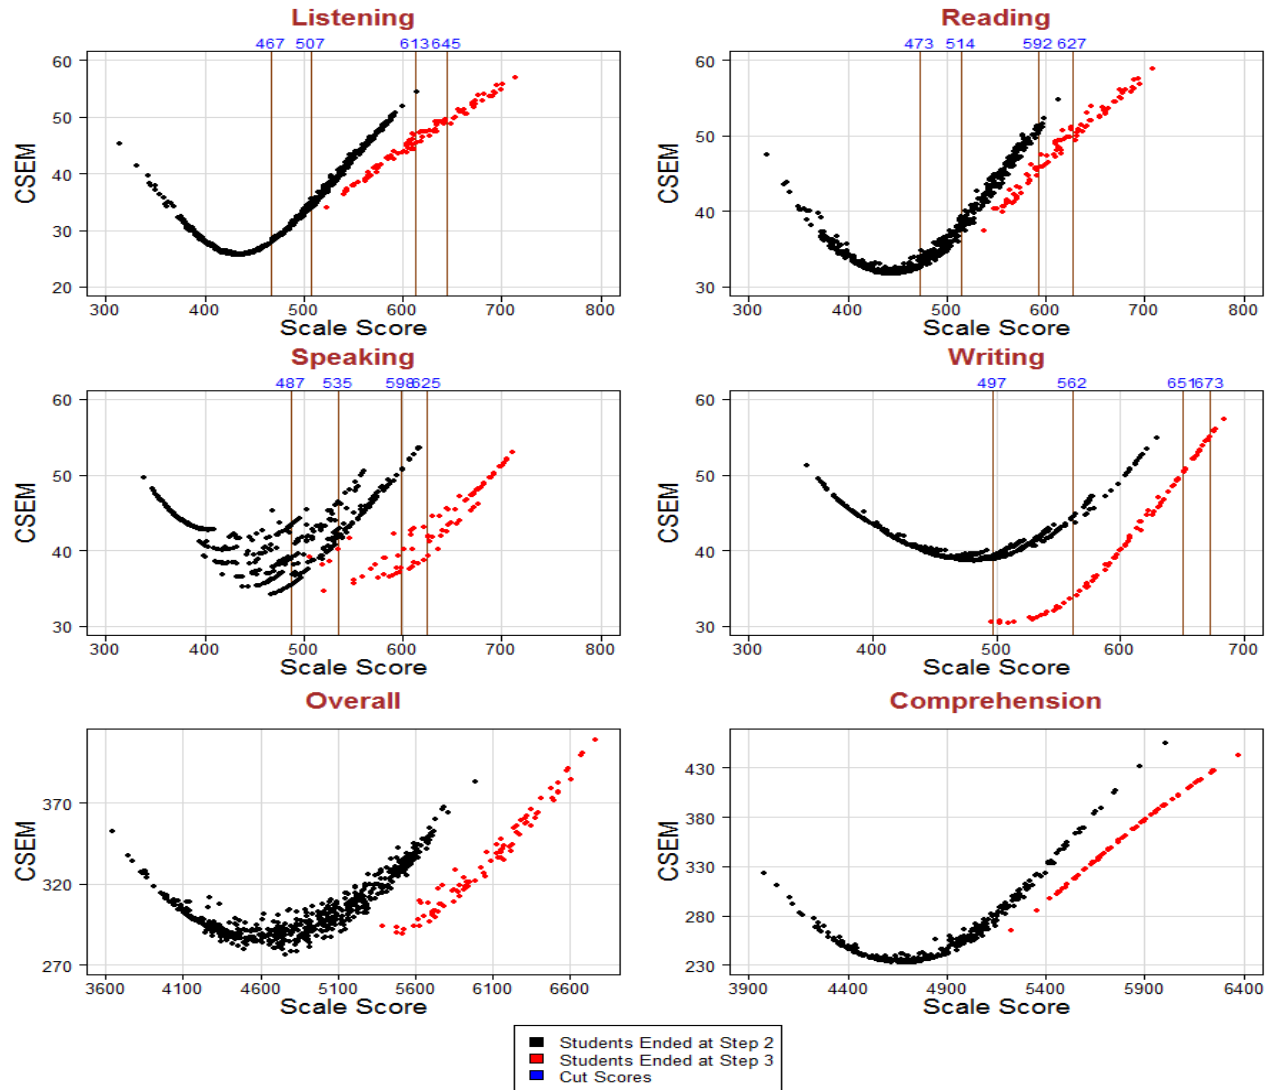 Listening
467 507 613 645
60
50
40
30
20
CSEM
300 400 500 600 700 800
Scale Score
Reading
473 514 592 627
60
50
40
30
CSEM
300 400 500 600 700 800
Scale Score
Speaking
487 535 598 625
60
50
40
30
CSEM
300 400 500 600 700 800
Scale Score
Writing
497 562 651 673
60
50
40
30
CSEM
300 400 500 600 700
Scale Score
Overall
370
320
270
CSEM
3600 4100 4600 5100 5600 6100 6600
Scale Score
Comprehension
430
380
330
280
230
CSEM
3900 4400 4900 5400 5900 6400
Scale Score
Students Ended at Step 2
Students Ended at Step 3
Cut Scores